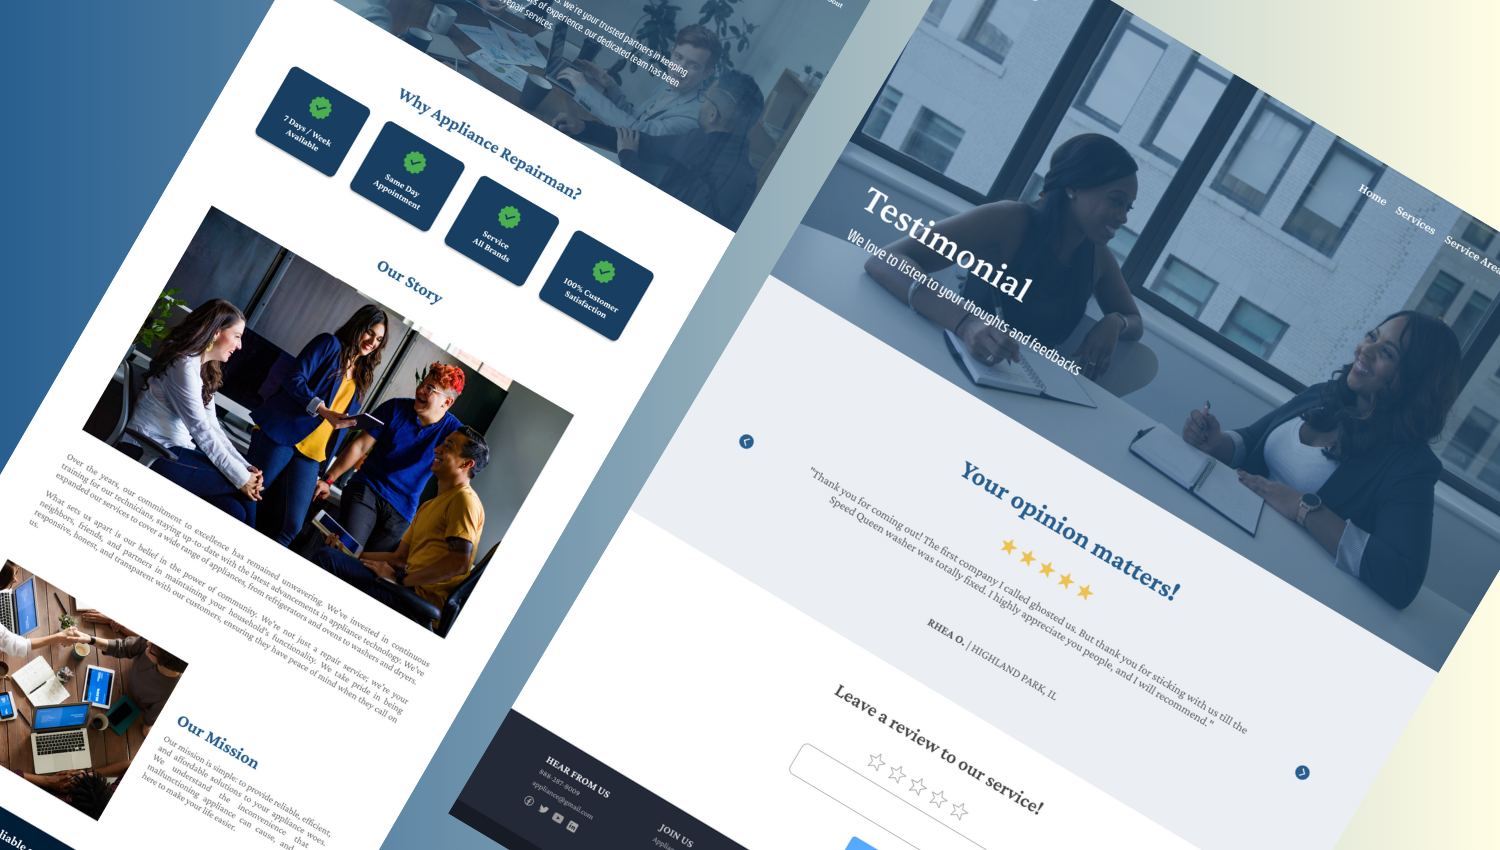 s. We're your trusted partners in keeping
of experience, our dedicated team has been
repair services.
Why Appliance Repairman?
7 Days / Week
Available
Same Day
Appointment
Service
All Brands
100% Customer
Satisfaction
Our Story
Over the years, our commitment to excellence has remained unwavering. We've invested in continuous
training for our technicians, staying up-to-date with the latest advancements in appliance technology. We've
expanded our services to cover a wide range of appliances, from refrigerators and ovens to washers and dryers.
What sets us apart is our belief in the power of community. We're not just a repair service; we're your
neighbors, friends, and partners in maintaining your household's functionality. We take pride in being
responsive, honest, and transparent with our customers, ensuring they have peace of mind when they call on
us.
Our Mission
Our mission is simple: to provide reliable, efficient,
and affordable solutions to your appliance woes.
We understand the inconvenience that
malfunctioning appliance can cause, and
here to make your life easier.
Home Services Service Area
Testimonial
We love to listen to your thoughts and feedbacks
Your opinion matters!
"Thank you for coming out! The first company I called ghosted us. But thank you for sticking with us till the
Speed Queen washer was totally fixed. I highly appreciate you people, and I will recommend."
RHEA O. | HIGHLAND PARK, IL
Leave a review to our service!
HEAR FROM US
888-287-8009
appliance@gmail.com
JOIN US